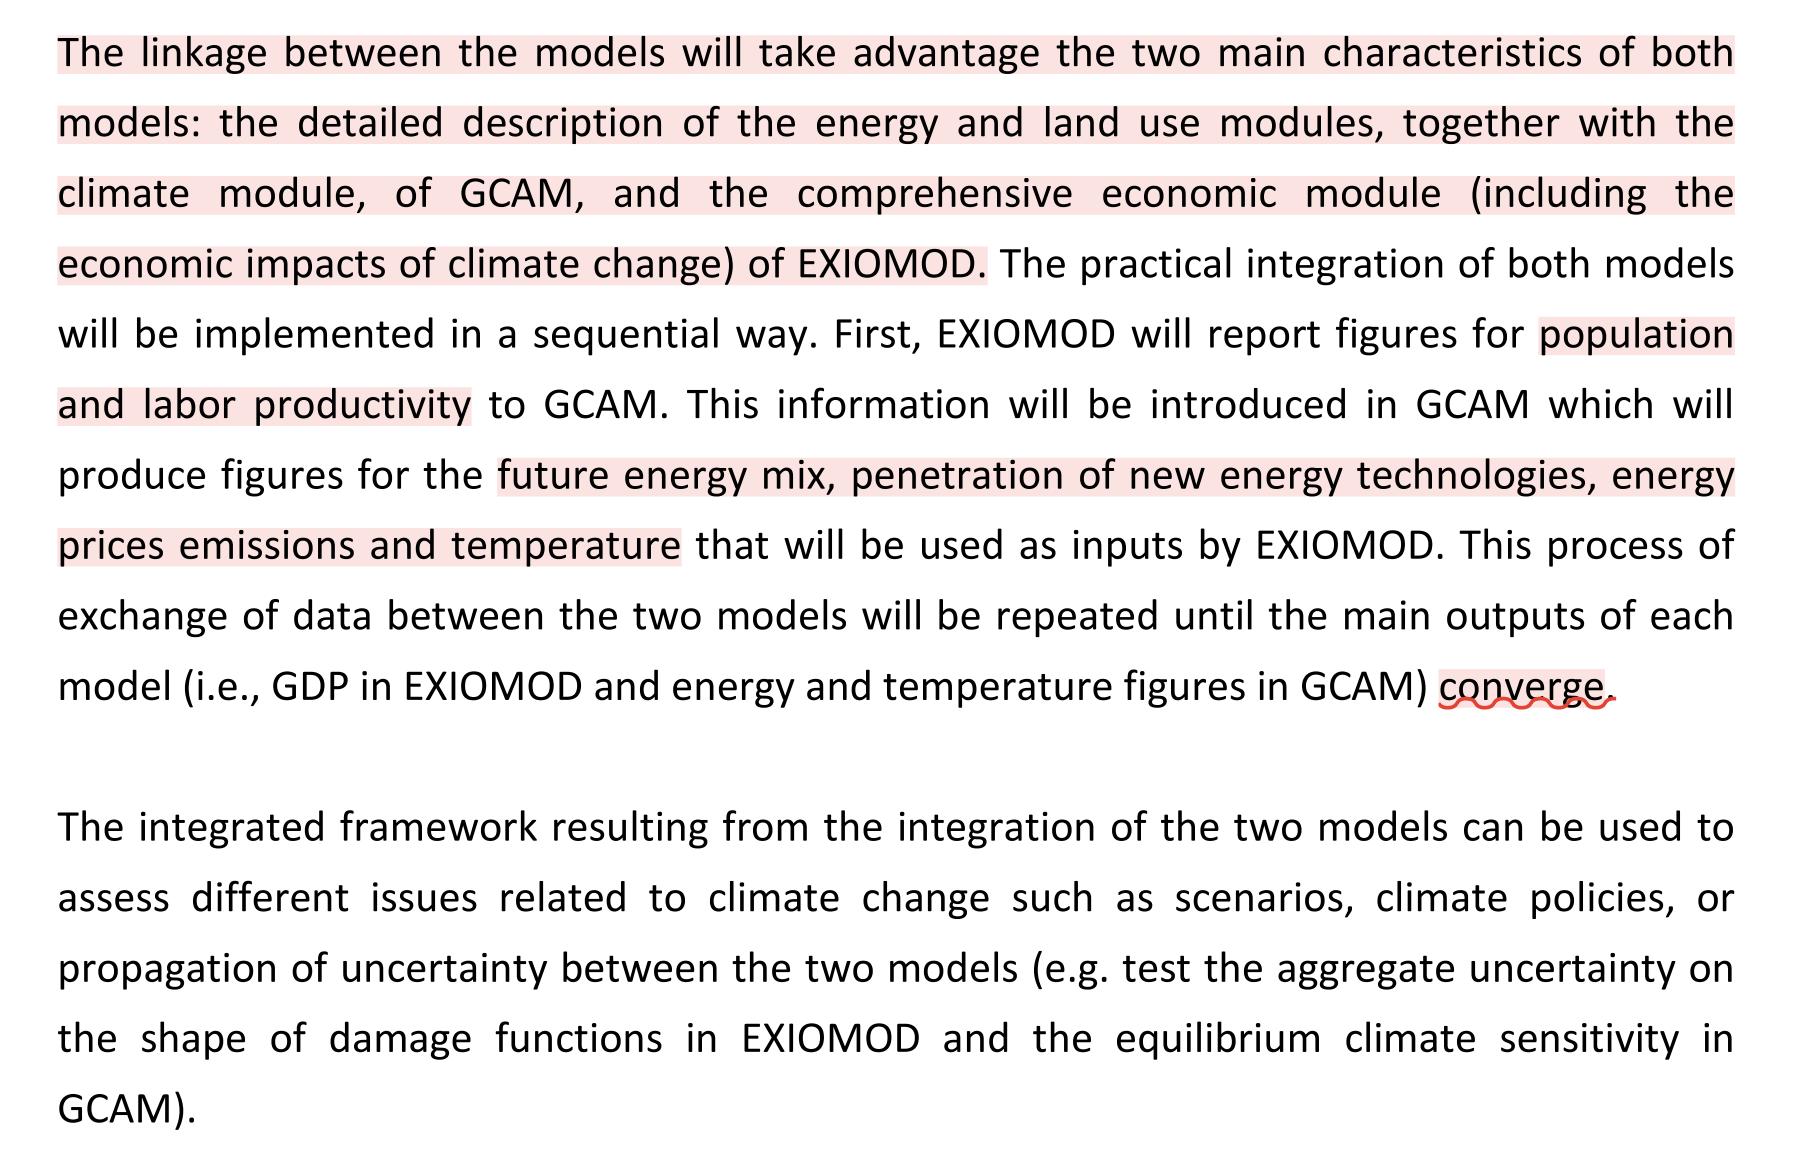 The linkage between the models will take advantage the two main characteristics of both
models: the detailed description of the energy and land use modules, together with the
climate module, of GCAM, and the comprehensive economic module (including the
economic impacts of climate change) of EXIOMOD. The practical integration of both models
will be implemented in a sequential way. First, EXIOMOD will report figures for population
and labor productivity to GCAM. This information will be introduced in GCAM which will
produce figures for the future energy mix, penetration of new energy technologies, energy
prices emissions and temperature that will be used as inputs by EXIOMOD. This process of
exchange of data between the two models will be repeated until the main outputs of each
model (i.e., GDP in EXIOMOD and energy and temperature figures in GCAM) converge.
The integrated framework resulting from the integration of the two models can be used to
assess different issues related to climate change such as scenarios, climate policies, or
propagation of uncertainty between the two models (e.g. test the aggregate uncertainty on
the shape of damage functions in EXIOMOD and the equilibrium climate sensitivity in
GCAM).